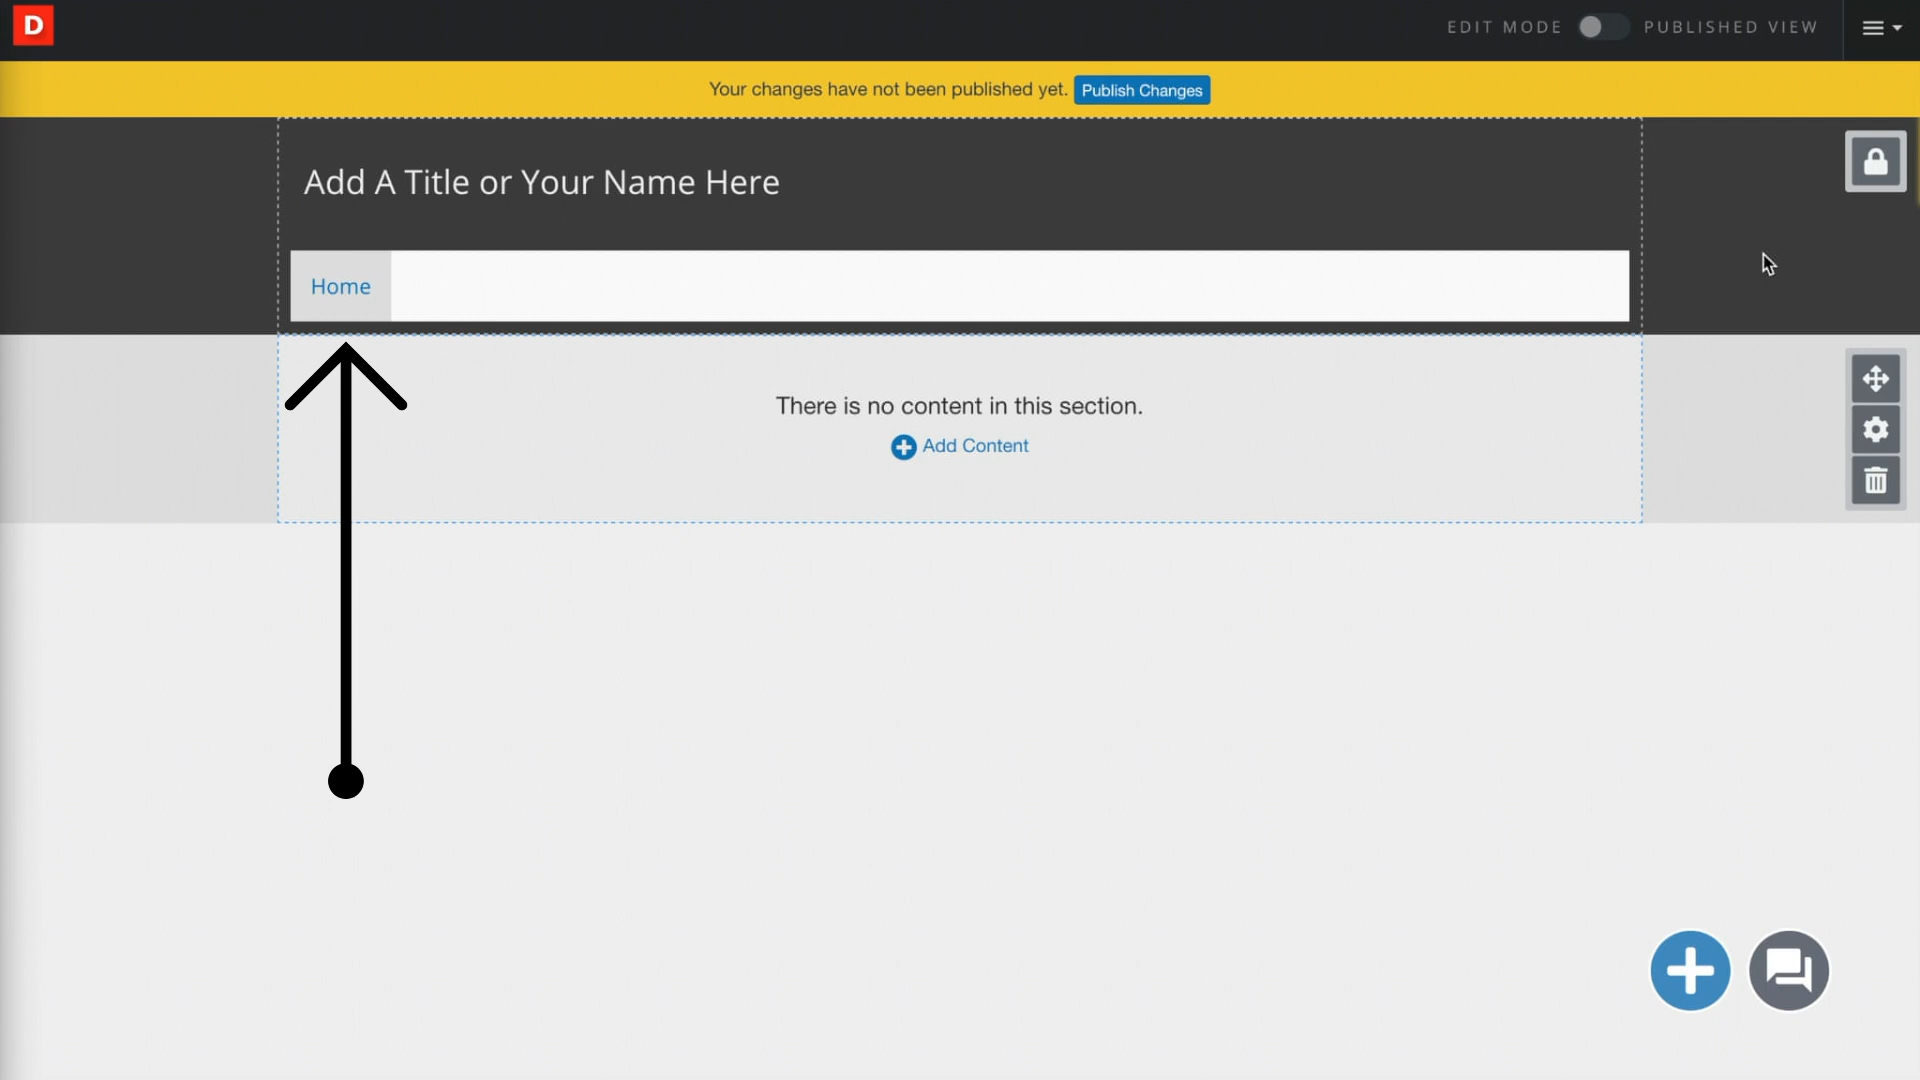 D
EDIT MODE PUBLISHED VIEW
Your changes have not been published yet. Publish Changes
Add A Title or Your Name Here
Home
There is no content in this section.
Add Content